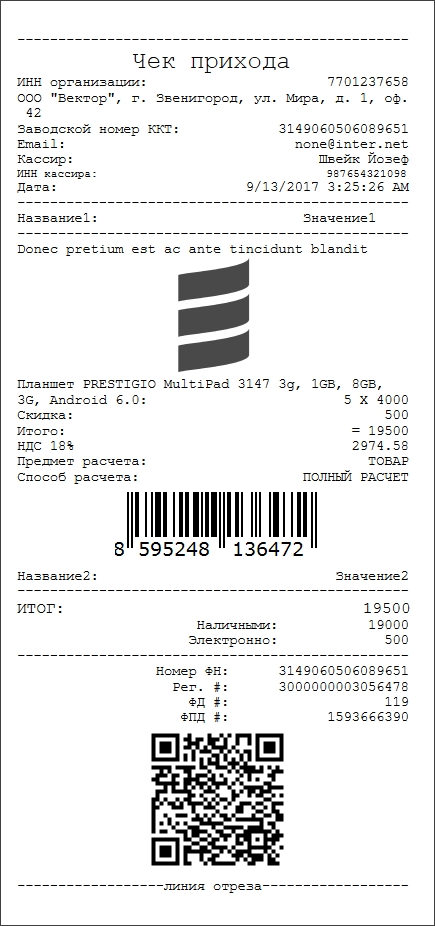 Чек прихода
ИНН организации: 7701237658
ООО "Вектор", г. Звенигород, ул. Мира, д. 1, оф.
42
Заводской номер ККТ: 3149060506089651
Email: none@inter.net
Кассир: Швейк Йозеф
ИНН кассира: 987654321098
Дата: 9/13/2017 3:25:26 AM
Название1: Значение1
Donec pretium est ac ante tincidunt blandit
Планшет PRESTIGIO MultiPad 3147 3g, 1GB, 8GB,
3G, Android 6.0: 5 X 4000
Скидка: 500
Итого: = 19500
НДС 18% 2974.58
Предмет расчета: ТОВАР
Способ расчета: ПОЛНЫЙ РАСЧЕТ
8 595248 136472
Название2: Значение2
ИТОГ: 19500
Наличными: 19000
Электронно: 500
Номер ФН: 3149060506089651
Рег. #: 3000000003056478
ФД #: 119
ФПД #: 1593666390
линия отреза